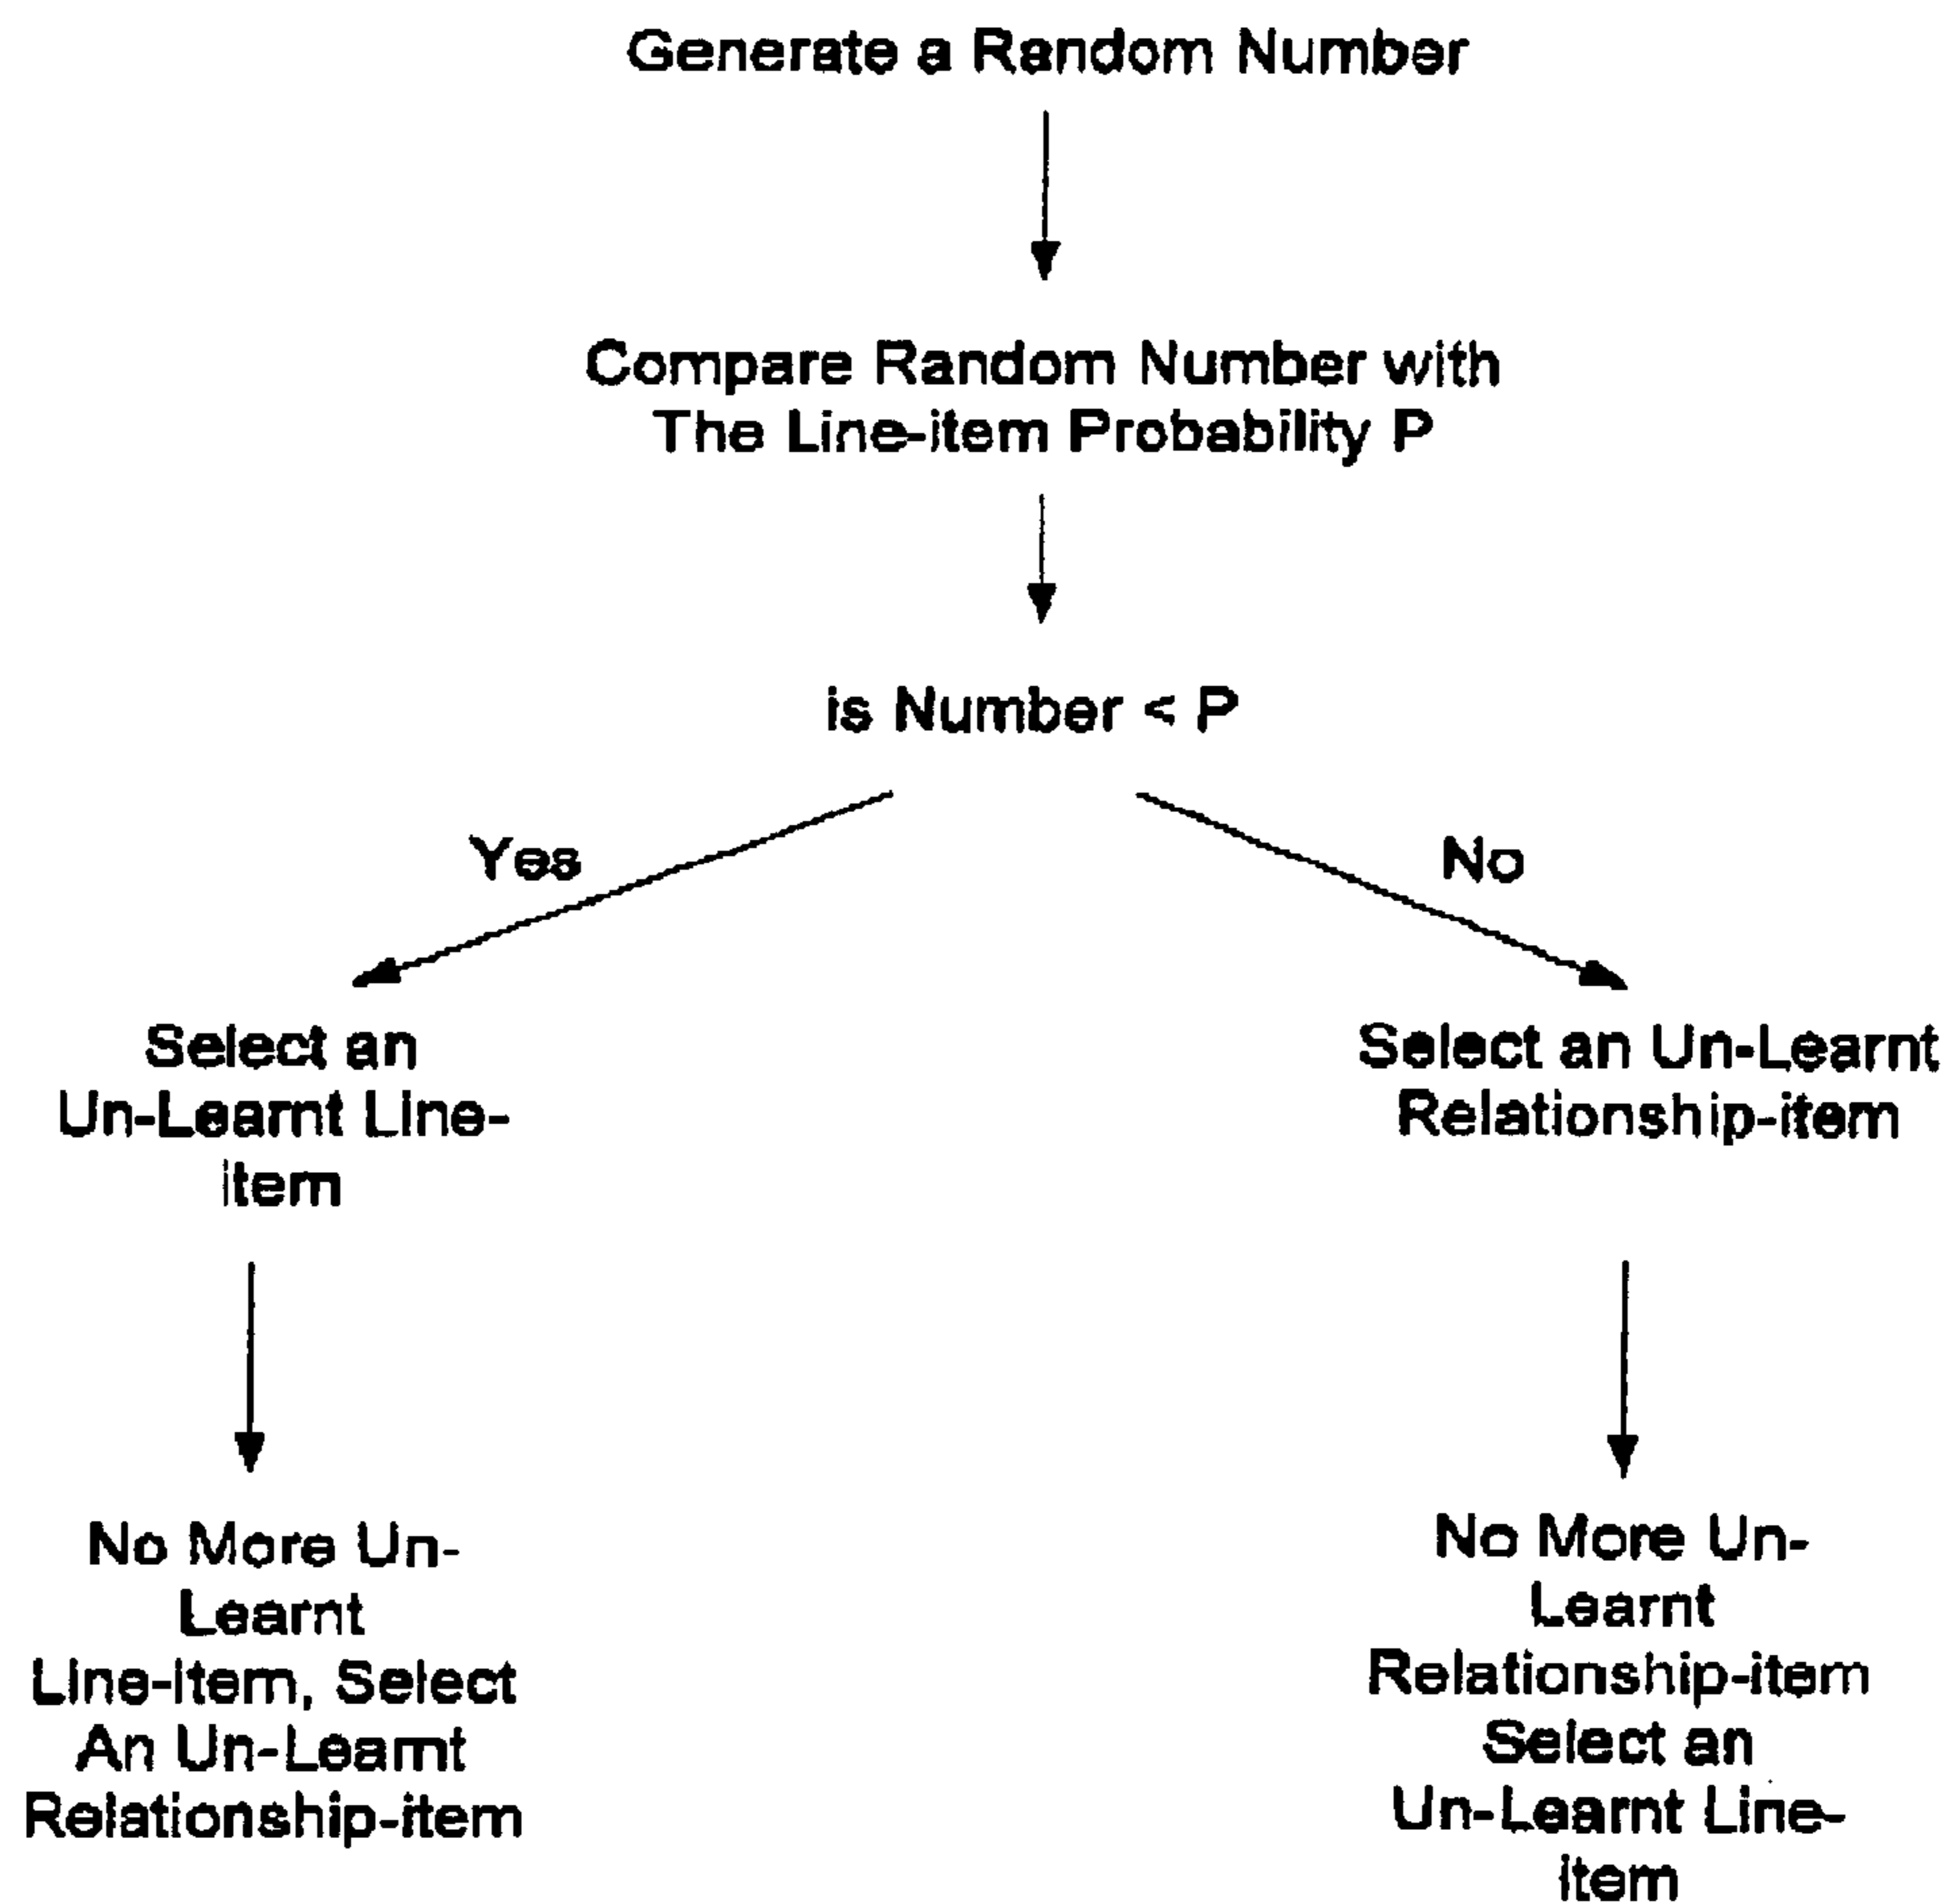 Generate a Random Number
Compare Random Number with
The Line-item Probability P
is Number < P
Yes
No
Select an
Un-Learnt Line-
item
Select an Un-Learnt
Relationship-item
No More Un-
Learnt
Line-item, Select
An Un-Learnt
Relationship-item
No More Un-
Learnt
Relationship-item
Select an
Un-Learnt Line-
item